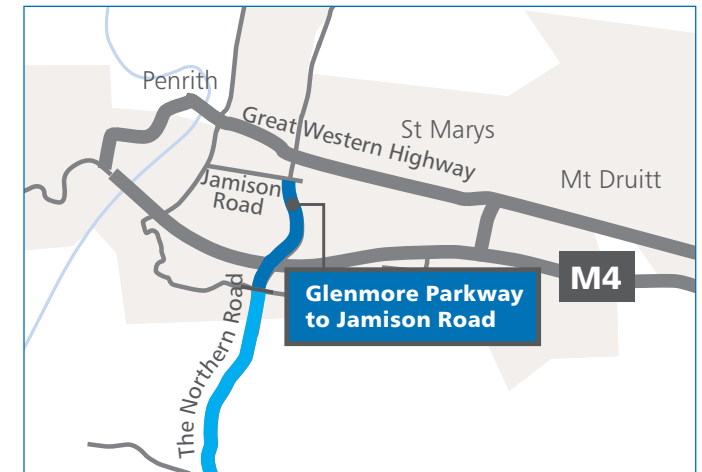 Penrith
Great Western Highway
St Marys
Mt Druitt
Jamison
Road
M4
Glenmore Parkway
to Jamison Road
The Northern Road